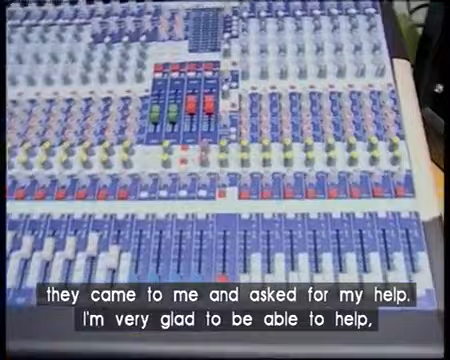 they came to me and asked for my help.
I'm very glad to be able to help,